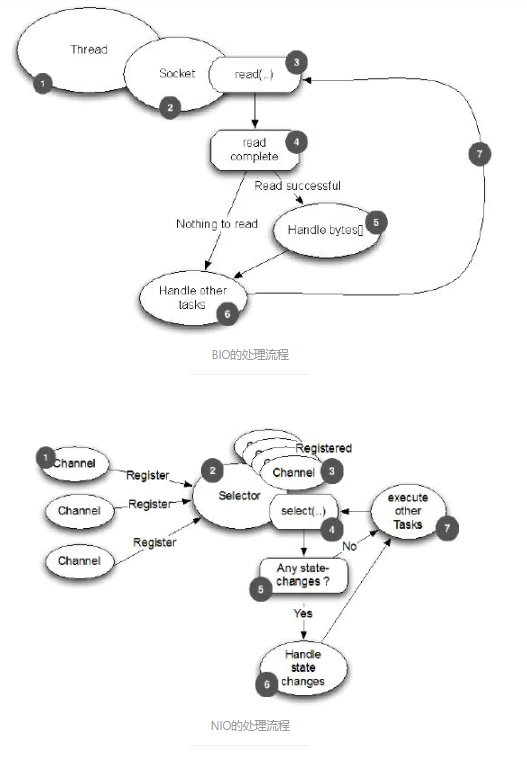 Thread
1
Socket
2
read(..)
3
read
complete
4
Read successful
Nothing to read
Handle bytes[]
5
Handle other
tasks
6
7
BIO的处理流程
1
Channel
Register
Channel
Register
Channel
Register
2
Selector
Registered
Channel
3
select(..)
4
execute
other
Tasks
7
No
Any state-
changes ?
5
Yes
Handle
state
changes
6
NIO的处理流程